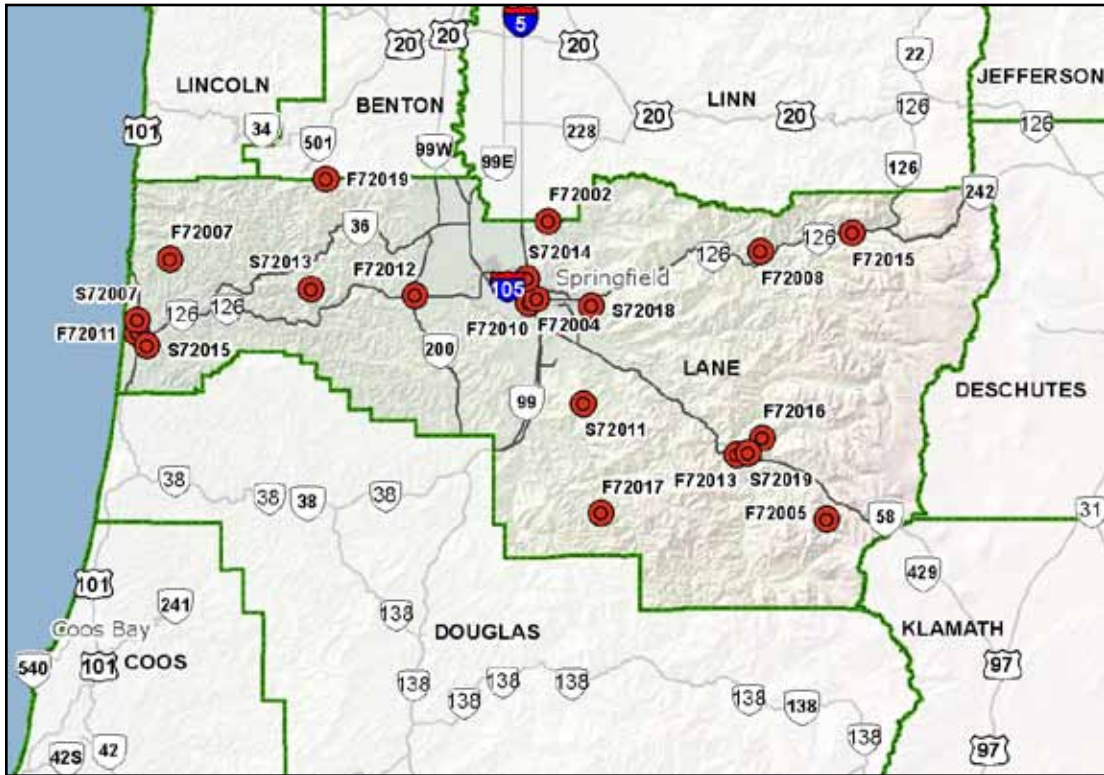 5
20
20
20
22
LINCOLN
BENTON
LINN
JEFFERSON
101
34
501
99W
99E
228
20
20
126
126
126
F72019
242
F72002
F72007
36
S72013
F72012
S72014
Springfield
126
126
F72008
F72015
S72007
126
126
105
F72011
S72015
F72010
F72004
S72018
200
LANE
99
S72011
DESCHUTES
F72016
F72013
S72019
38
38
38
38
F72017
F72005
58
31
101
241
429
Coos Bay
138
DOUGLAS
KLAMATH
540
101
COOS
97
138
138
138
138
138
138
138
42S
42
97